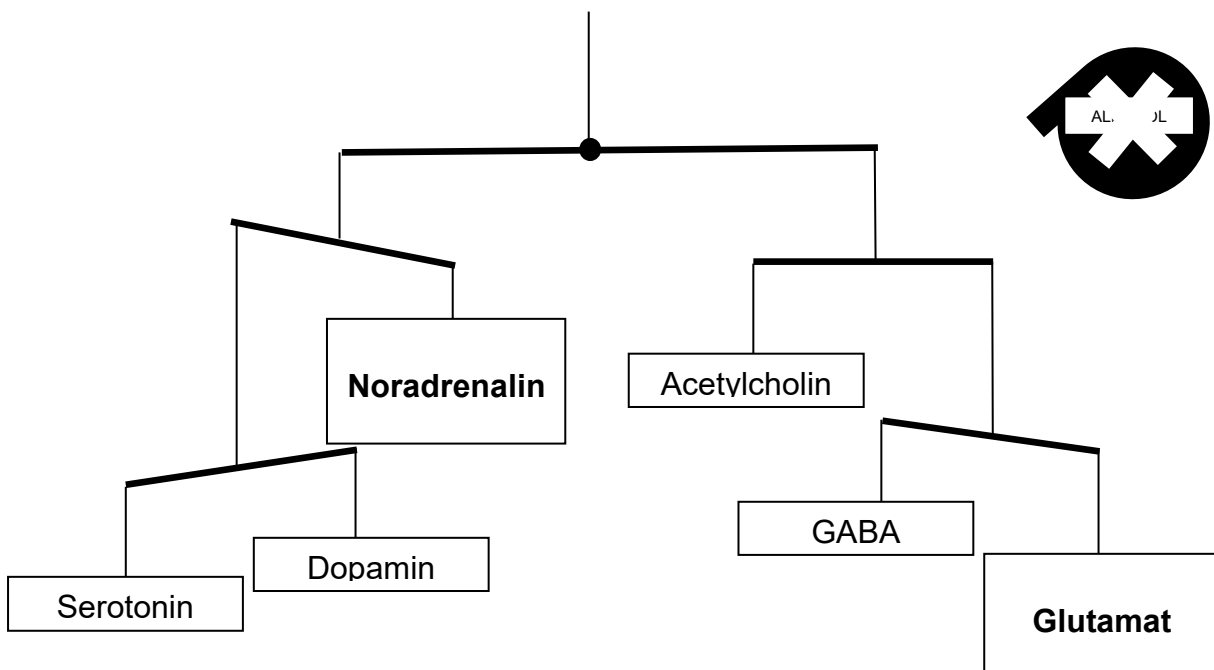 Noradrenalin
Acetylcholin
GABA
Dopamin
Serotonin
Glutamat